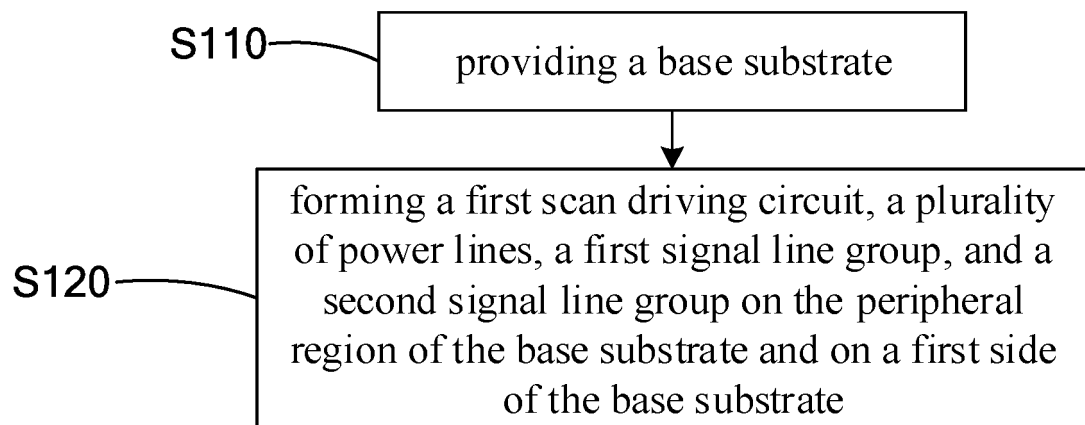 S110
providing a base substrate
S120
forming a first scan driving circuit, a plurality
of power lines, a first signal line group, and a
second signal line group on the peripheral
region of the base substrate and on a first side
of the base substrate